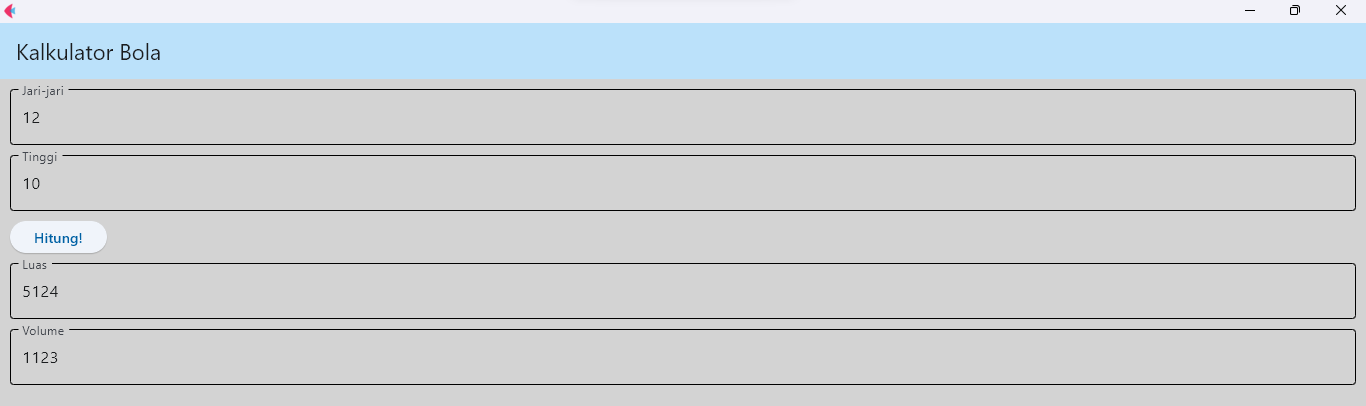 Kalkulator Bola
Jari-jari
12
Tinggi
10
Hitung!
Luas
5124
Volume
1123